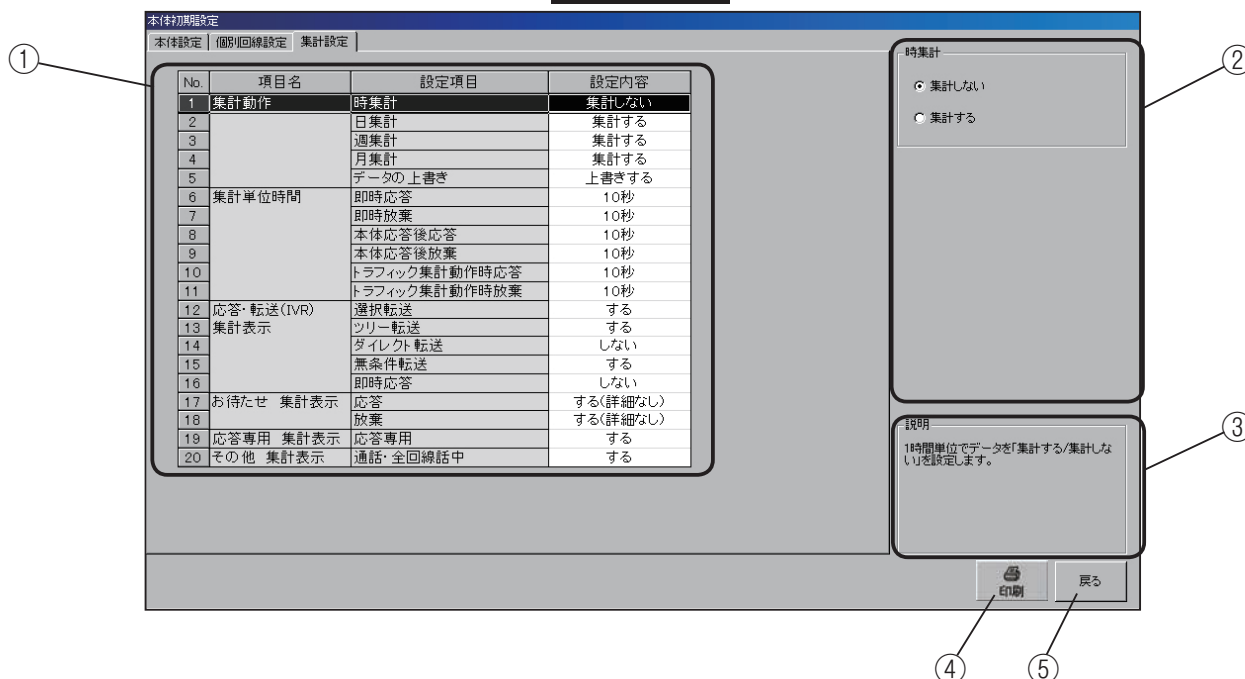 本体初期設定
本体設定 個別回線設定 集計設定
No. 項目名 設定項目 設定内容
1 集計動作 時集計 集計しない
2 日集計 集計する
3 週集計 集計する
4 月集計 集計する
5 データの上書き 上書きする
6 集計単位時間 即時応答 10秒
7 即時放棄 10秒
8 本体応答後応答 10秒
9 本体応答後放棄 10秒
10 トラフィック集計動作時応答 10秒
11 トラフィック集計動作時放棄 10秒
12 応答・転送(IVR) 選択転送 する
13 集計表示 ツリー転送 する
14 ダイレクト転送 しない
15 無条件転送 する
16 即時応答 しない
17 お待たせ 集計表示 応答 する(詳細なし)
18 放棄 する(詳細なし)
19 応答専用 集計表示 応答専用 する
20 その他 集計表示 通話・全回線話中 する
時集計
集計しない
集計する
説明
1時間単位でデータを「集計する/集計しな
い」を設定します。
印刷
戻る
①
②
③
④
⑤